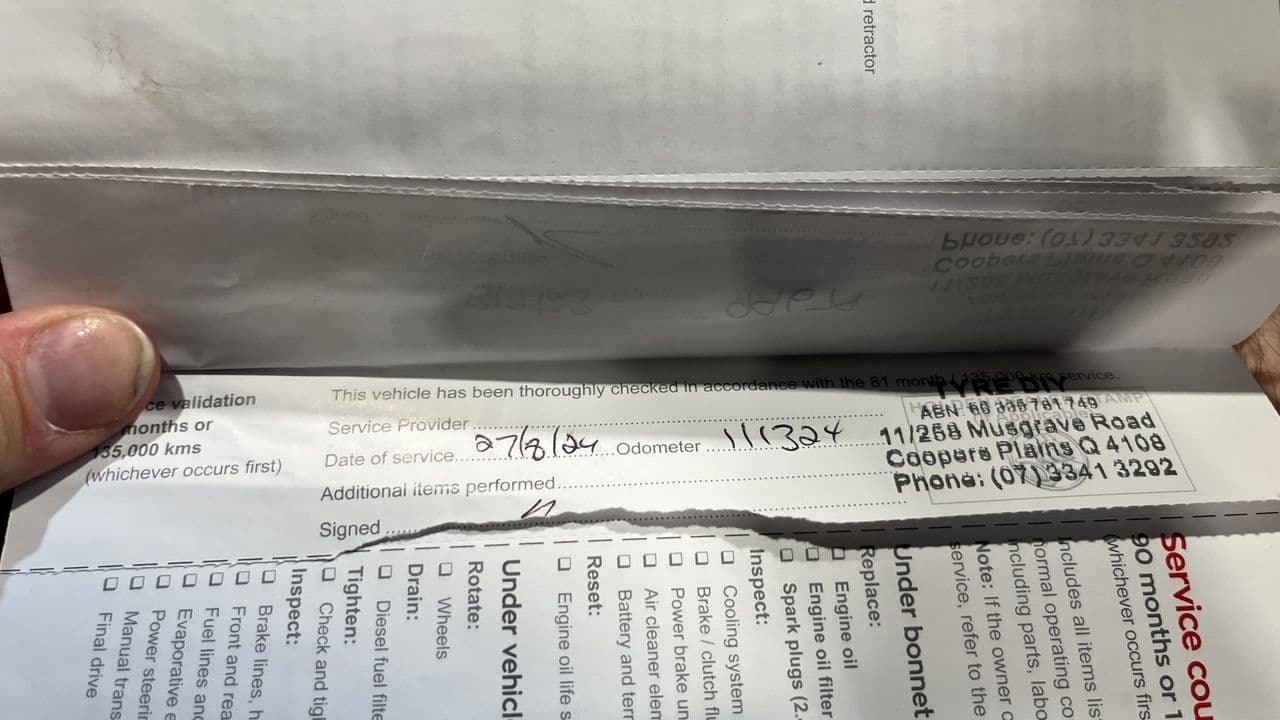 d retractor
This vehicle has been thoroughly checked in accordance with the 81 month / 135,000 km service.
ce validation
months or
135,000 kms
(whichever occurs first)
Service Provider
Date of service 27/8/24 Odometer 111324
Additional items performed
Signed
TYRE DIY
ABN 60 335 781 749
11/258 Musgrave Road
Coopers Plains Q 4108
Phone: (07) 3341 3292
Service cou
90 months or 1
(whichever occurs firs
Includes all items lis
normal operating co
including parts, labo
Note: If the owner o
service, refer to the
Under bonnet
Replace:
Engine oil
Engine oil filter
Spark plugs (2.
Inspect:
Cooling system
Brake / clutch flu
Power brake un
Air cleaner elem
Battery and term
Reset:
Engine oil life s
Under vehicl
Rotate:
Wheels
Drain:
Diesel fuel filte
Tighten:
Check and tigh
Inspect:
Brake lines, h
Front and rea
Fuel lines and
Evaporative e
Power steerin
Manual trans
Final drive